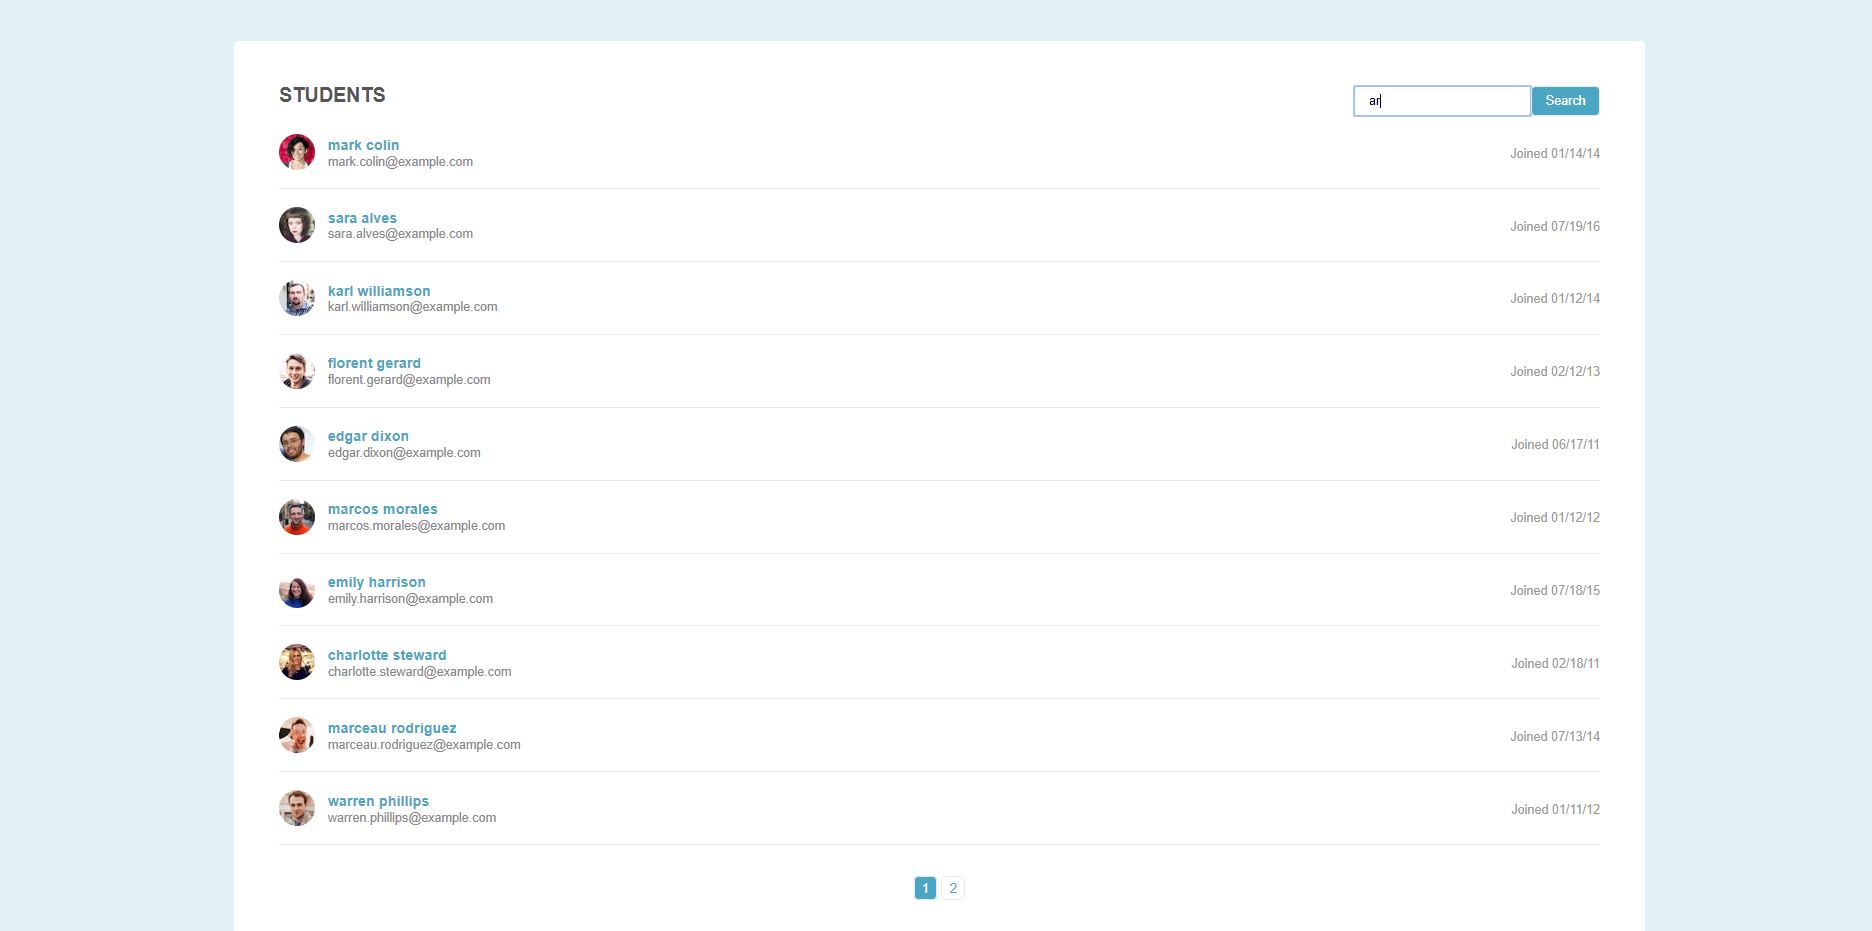 STUDENTS
ar
Search
mark colin
mark.colin@example.com
Joined 01/14/14
sara alves
sara.alves@example.com
Joined 07/19/16
karl williamson
karl.williamson@example.com
Joined 01/12/14
florent gerard
florent.gerard@example.com
Joined 02/12/13
edgar dixon
edgar.dixon@example.com
Joined 06/17/11
marcos morales
marcos.morales@example.com
Joined 01/12/12
emily harrison
emily.harrison@example.com
Joined 07/18/15
charlotte steward
charlotte.steward@example.com
Joined 02/18/11
marceau rodriguez
marceau.rodriguez@example.com
Joined 07/13/14
warren phillips
warren.phillips@example.com
Joined 01/11/12
1 2